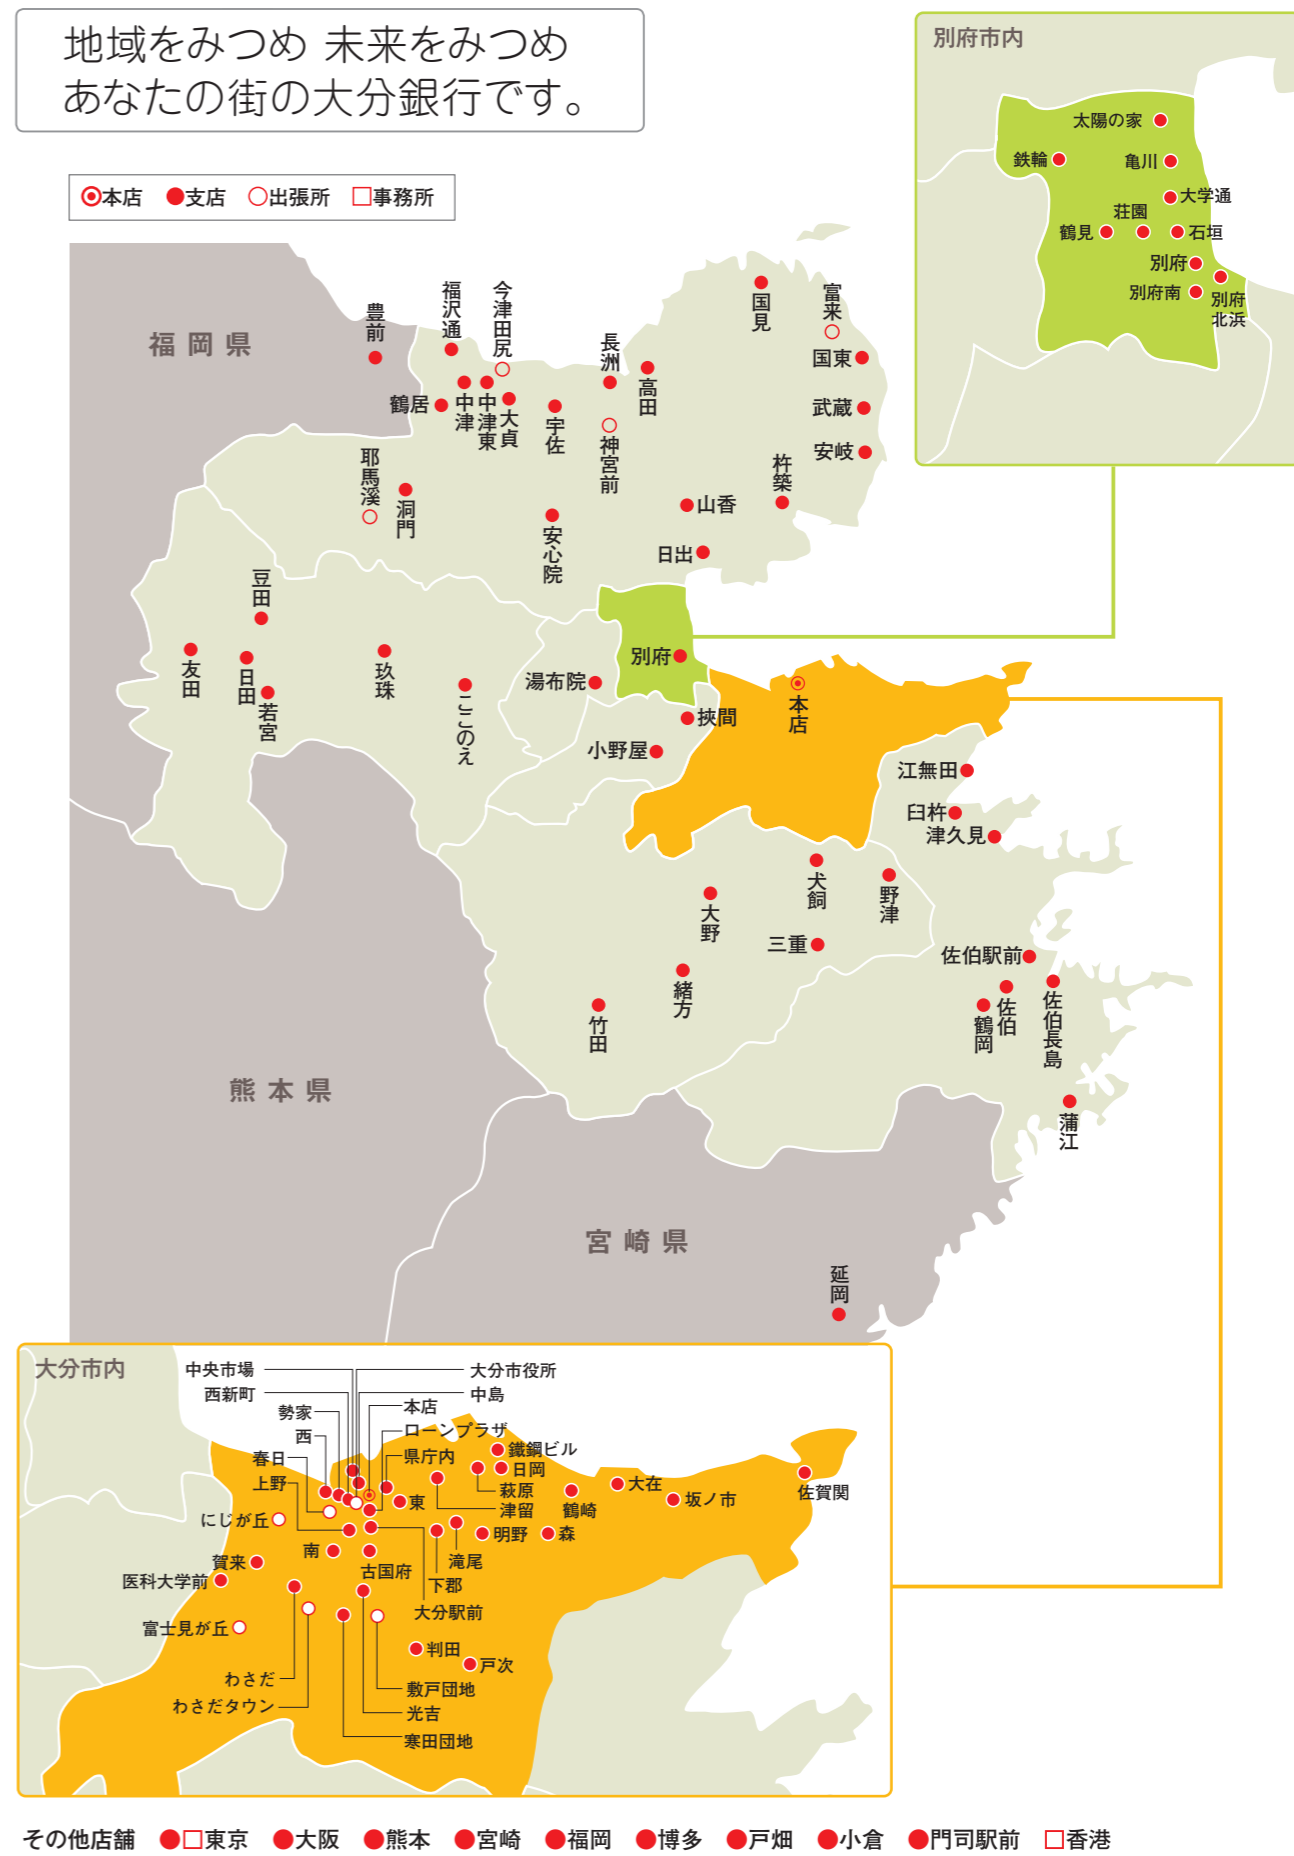 地域をみつめ 未来をみつめ
あなたの街の大分銀行です。
本店 支店 出張所 事務所
別府市内
太陽の家
鉄輪
亀川
大学通
荘園
鶴見
石垣
別府
別府南
別府
北浜
福岡県
豊前
福沢通
今津田尻
長洲
高田
国見
富来
国東
武蔵
安岐
鶴居
中津
中津東
大貞
宇佐
神宮前
耶馬溪
洞門
安心院
山香
杵築
日出
豆田
友田
日田
若宮
玖珠
ここのえ
湯布院
別府
挾間
小野屋
本店
江無田
臼杵
津久見
犬飼
野津
大野
三重
緒方
竹田
佐伯駅前
佐伯
鶴岡
佐伯長島
蒲江
熊本県
宮崎県
延岡
大分市内
中央市場
西新町
勢家
西
春日
上野
にじが丘
賀来
医科大学前
富士見が丘
わさだ
わさだタウン
大分市役所
中島
本店
ローンプラザ
県庁内
東
南
古国府
大分駅前
鐵鋼ビル
日岡
萩原
津留
鶴崎
大在
坂ノ市
佐賀関
明野
森
滝尾
下郡
判田
戸次
敷戸団地
光吉
寒田団地
その他店舗 東京 大阪 熊本 宮崎 福岡 博多 戸畑 小倉 門司駅前 香港